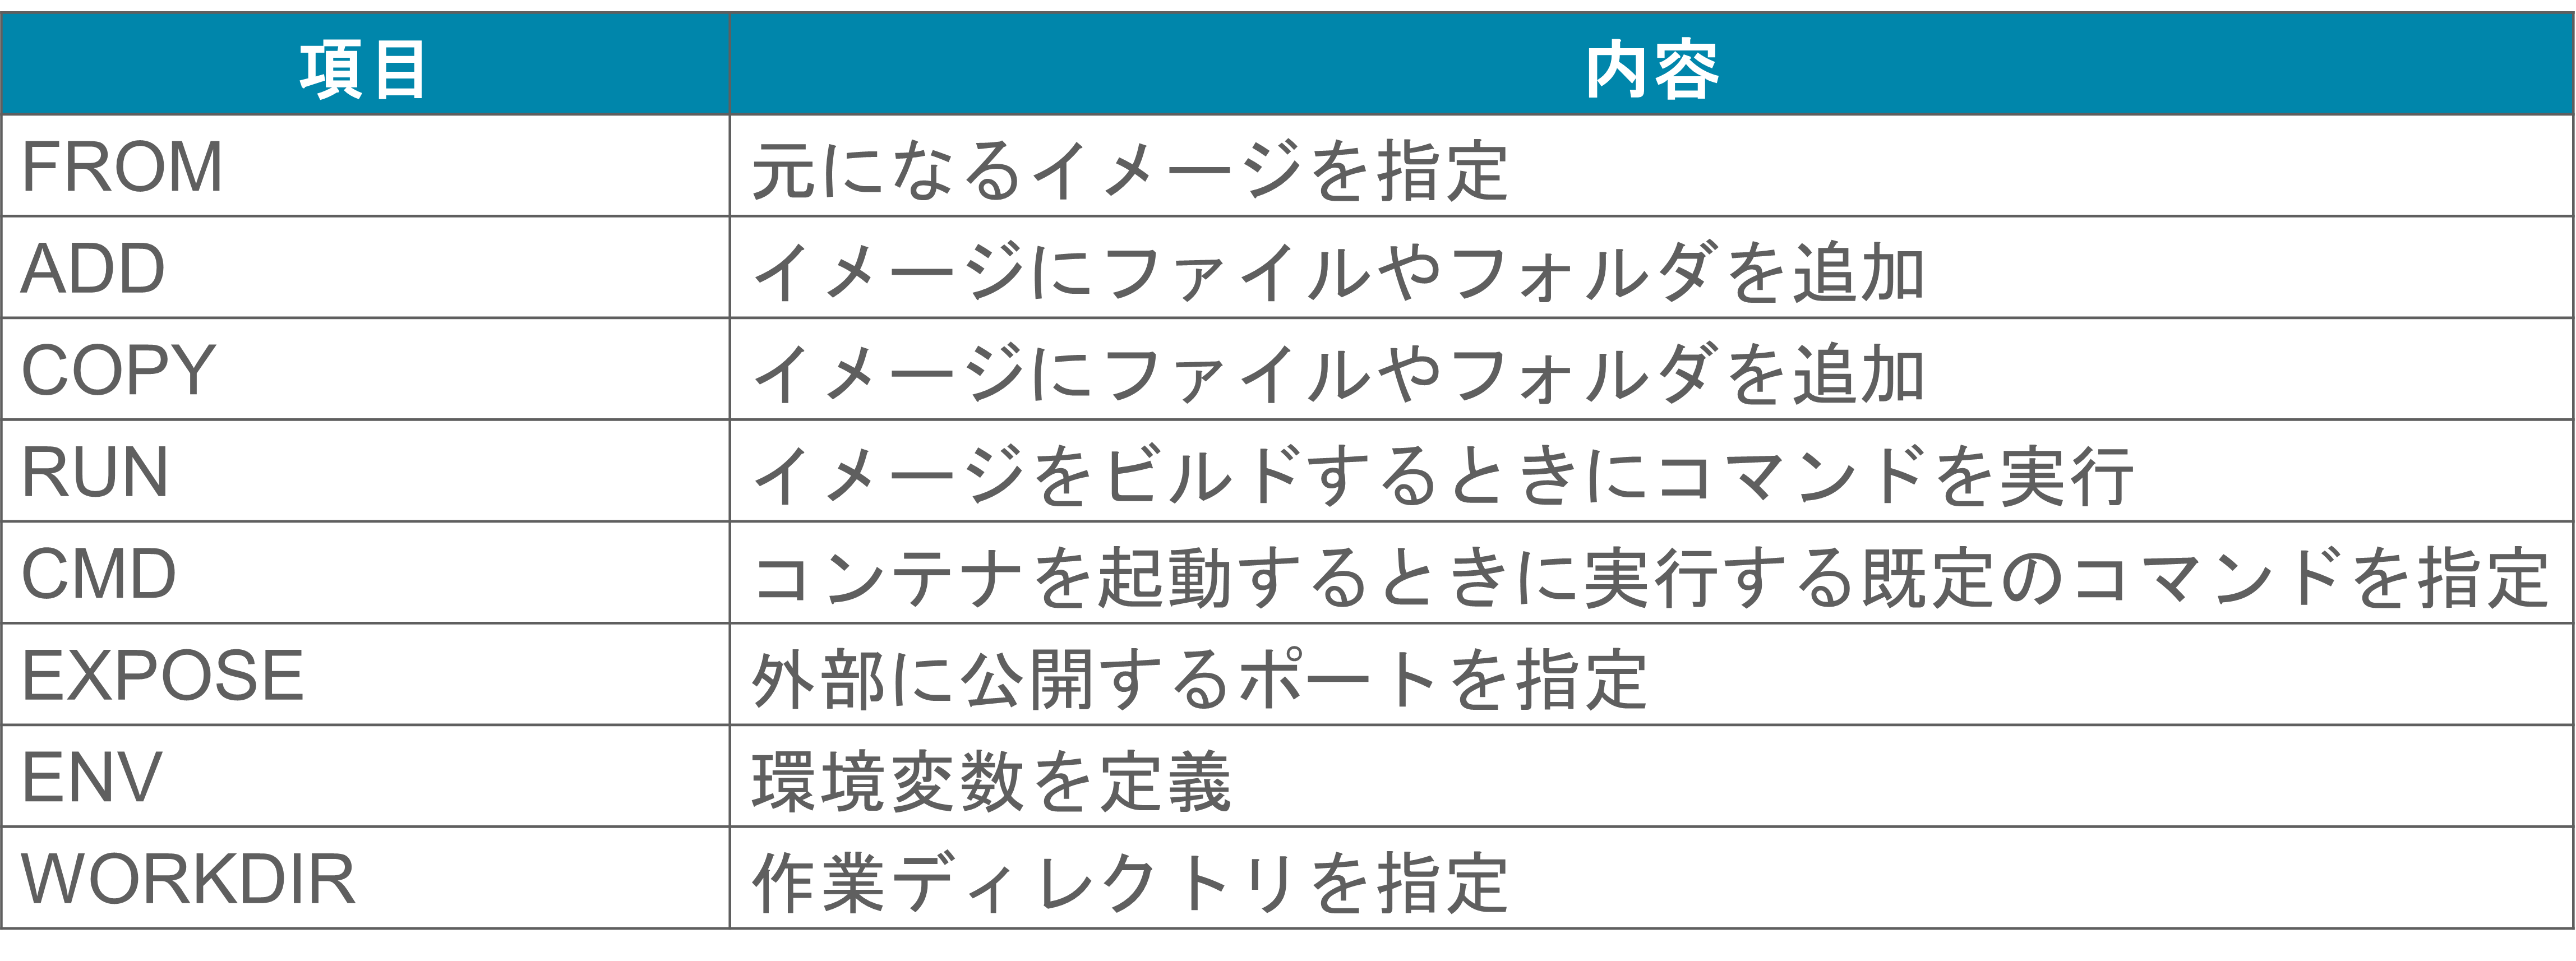 項目 内容
FROM 元になるイメージを指定
ADD イメージにファイルやフォルダを追加
COPY イメージにファイルやフォルダを追加
RUN イメージをビルドするときにコマンドを実行
CMD コンテナを起動するときに実行する既定のコマンドを指定
EXPOSE 外部に公開するポートを指定
ENV 環境変数を定義
WORKDIR 作業ディレクトリを指定